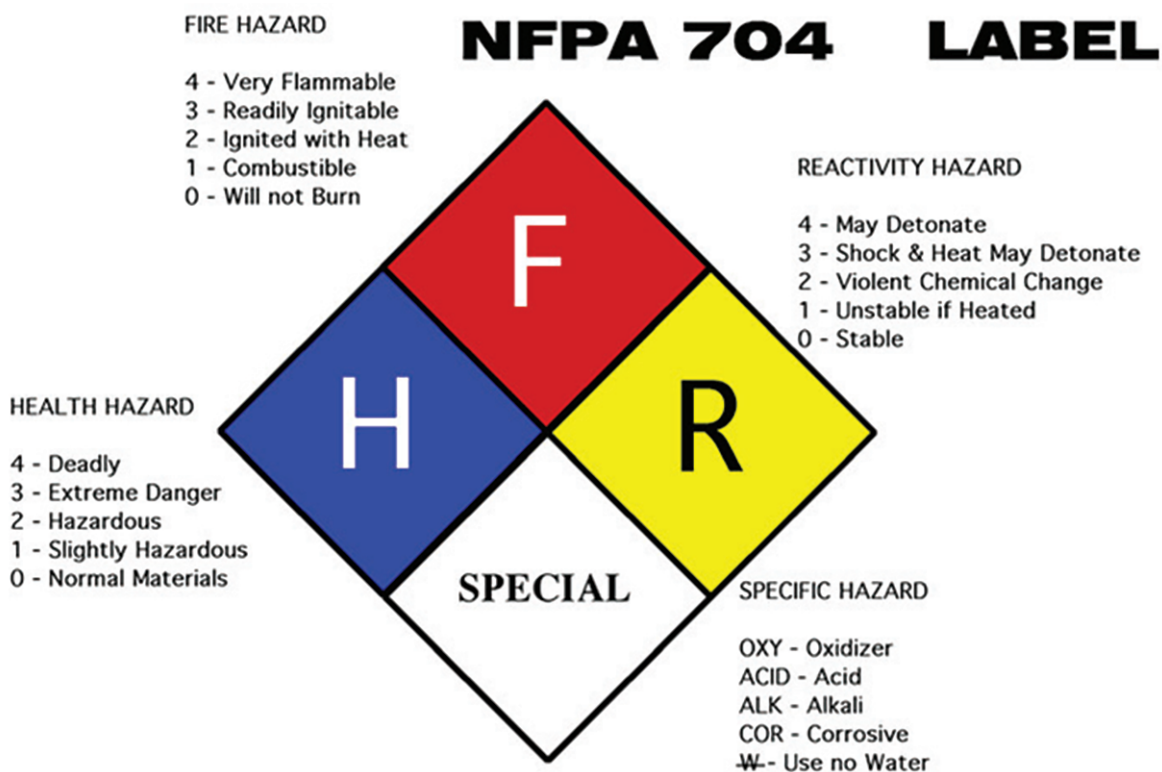 NFPA 704 LABEL
FIRE HAZARD
4 - Very Flammable
3 - Readily Ignitable
2 - Ignited with Heat
1 - Combustible
0 - Will not Burn
REACTIVITY HAZARD
4 - May Detonate
3 - Shock & Heat May Detonate
2 - Violent Chemical Change
1 - Unstable if Heated
0 - Stable
F
H
R
HEALTH HAZARD
4 - Deadly
3 - Extreme Danger
2 - Hazardous
1 - Slightly Hazardous
0 - Normal Materials
SPECIAL
SPECIFIC HAZARD
OXY - Oxidizer
ACID - Acid
ALK - Alkali
COR - Corrosive
W - Use no Water